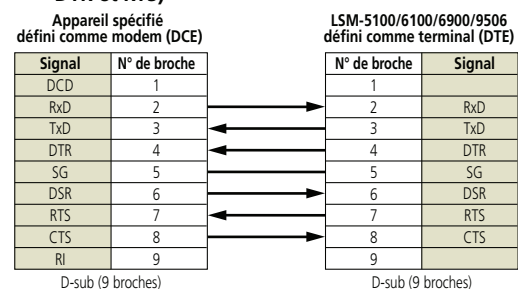 Appareil spécifié
défini comme modem (DCE)
LSM-5100/6100/6900/9506
défini comme terminal (DTE)
Signal N° de broche N° de broche Signal
DCD 1 1
RxD 2 2 RxD
TxD 3 3 TxD
DTR 4 4 DTR
SG 5 5 SG
DSR 6 6 DSR
RTS 7 7 RTS
CTS 8 8 CTS
RI 9 9
D-sub (9 broches) D-sub (9 broches)